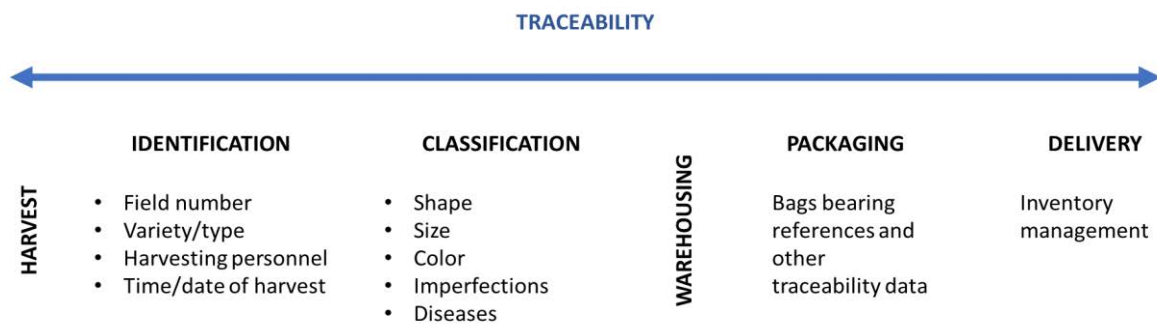 TRACEABILITY
HARVEST
IDENTIFICATION
• Field number
• Variety/type
• Harvesting personnel
• Time/date of harvest
CLASSIFICATION
• Shape
• Size
• Color
• Imperfections
• Diseases
WAREHOUSING
PACKAGING
Bags bearing
references and
other
traceability data
DELIVERY
Inventory
management